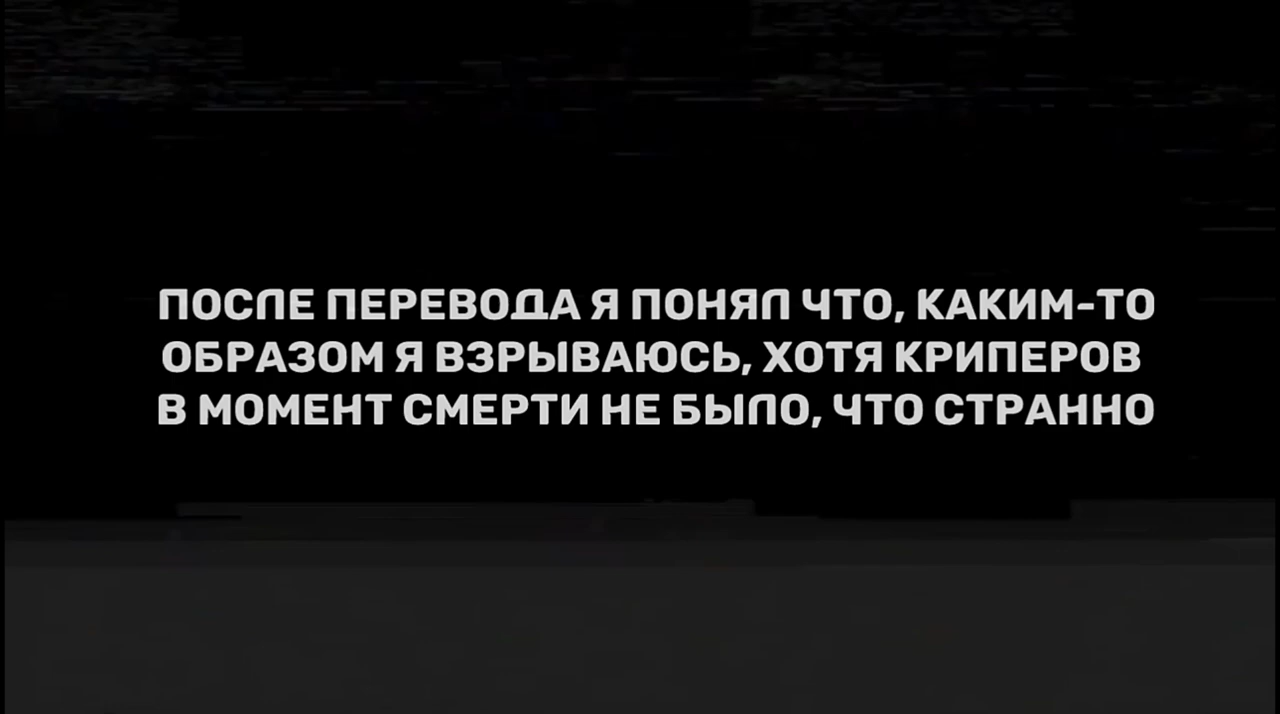 ПОСЛЕ ПЕРЕВОДА Я ПОНЯЛ ЧТО, КАКИМ-ТО
ОБРАЗОМ Я ВЗРЫВАЮСЬ, ХОТЯ КРИПЕРОВ
В МОМЕНТ СМЕРТИ НЕ БЫЛО, ЧТО СТРАННО